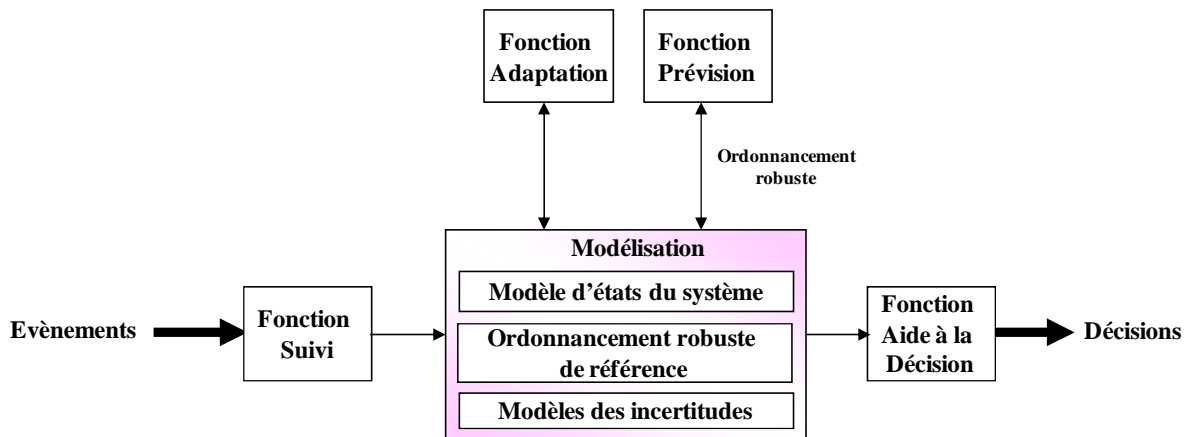 Fonction
Adaptation
Fonction
Prévision
Ordonnancement
robuste
Modélisation
Modèle d'états du système
Ordonnancement robuste
de référence
Modèles des incertitudes
Evènements
Fonction
Suivi
Fonction
Aide à la
Décision
Décisions